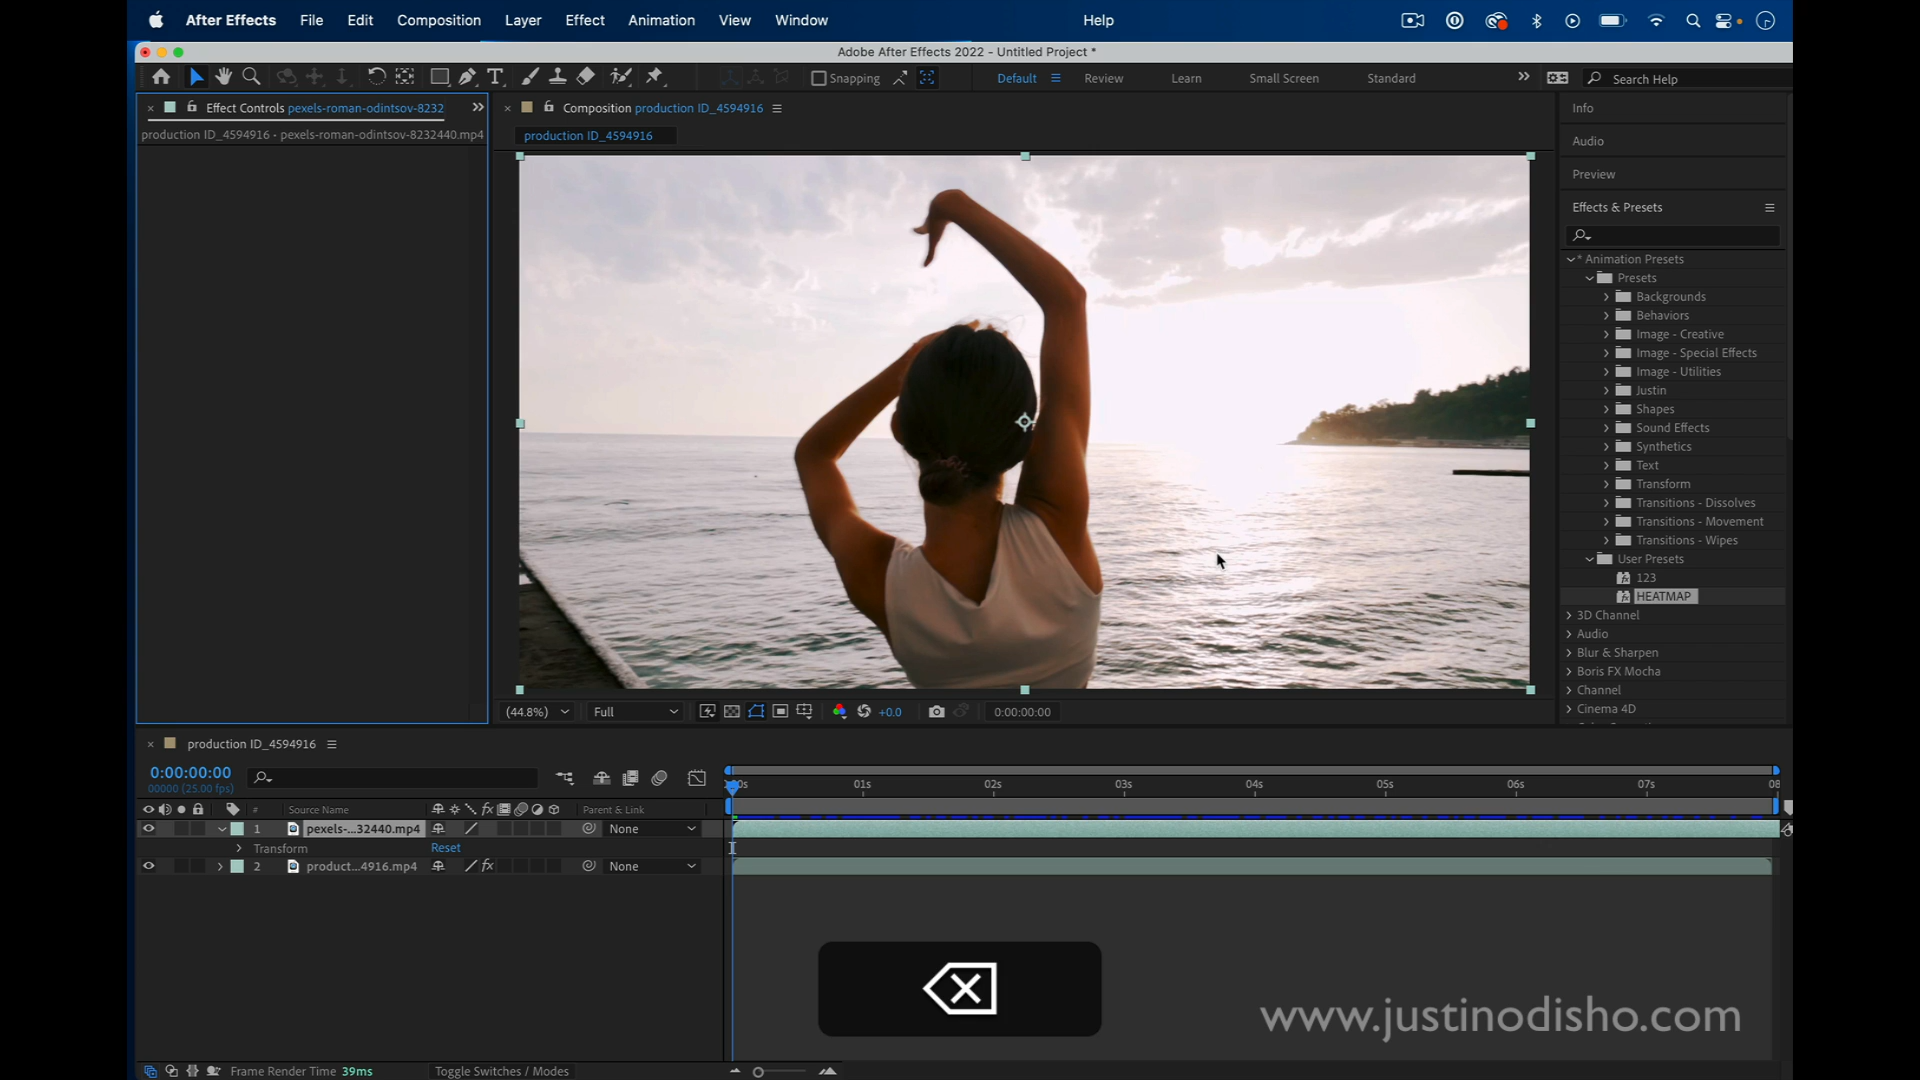 After Effects File Edit Composition Layer Effect Animation View Window Help
Adobe After Effects 2022 - Untitled Project *
Snapping Default Review Learn Small Screen Standard Search Help
Effect Controls pexels-roman-odintsov-8232
production ID_4594916 - pexels-roman-odintsov-8232440.mp4
Composition production ID_4594916
production ID_4594916
(44.8%) Full +0.0 0:00:00:00
Info
Audio
Preview
Effects & Presets
* Animation Presets
Presets
Backgrounds
Behaviors
Image - Creative
Image - Special Effects
Image - Utilities
Justin
Shapes
Sound Effects
Synthetics
Text
Transform
Transitions - Dissolves
Transitions - Movement
Transitions - Wipes
User Presets
123
HEATMAP
3D Channel
Audio
Blur & Sharpen
Boris FX Mocha
Channel
Cinema 4D
production ID_4594916
0:00:00:00
00000 (25.00 fps)
01s 02s 03s 04s 05s 06s 07s 08
# Source Name Parent & Link
1 pexels-...32440.mp4 None
Transform Reset
2 product...4916.mp4 None
www.justinodisho.com
Frame Render Time 39ms Toggle Switches / Modes